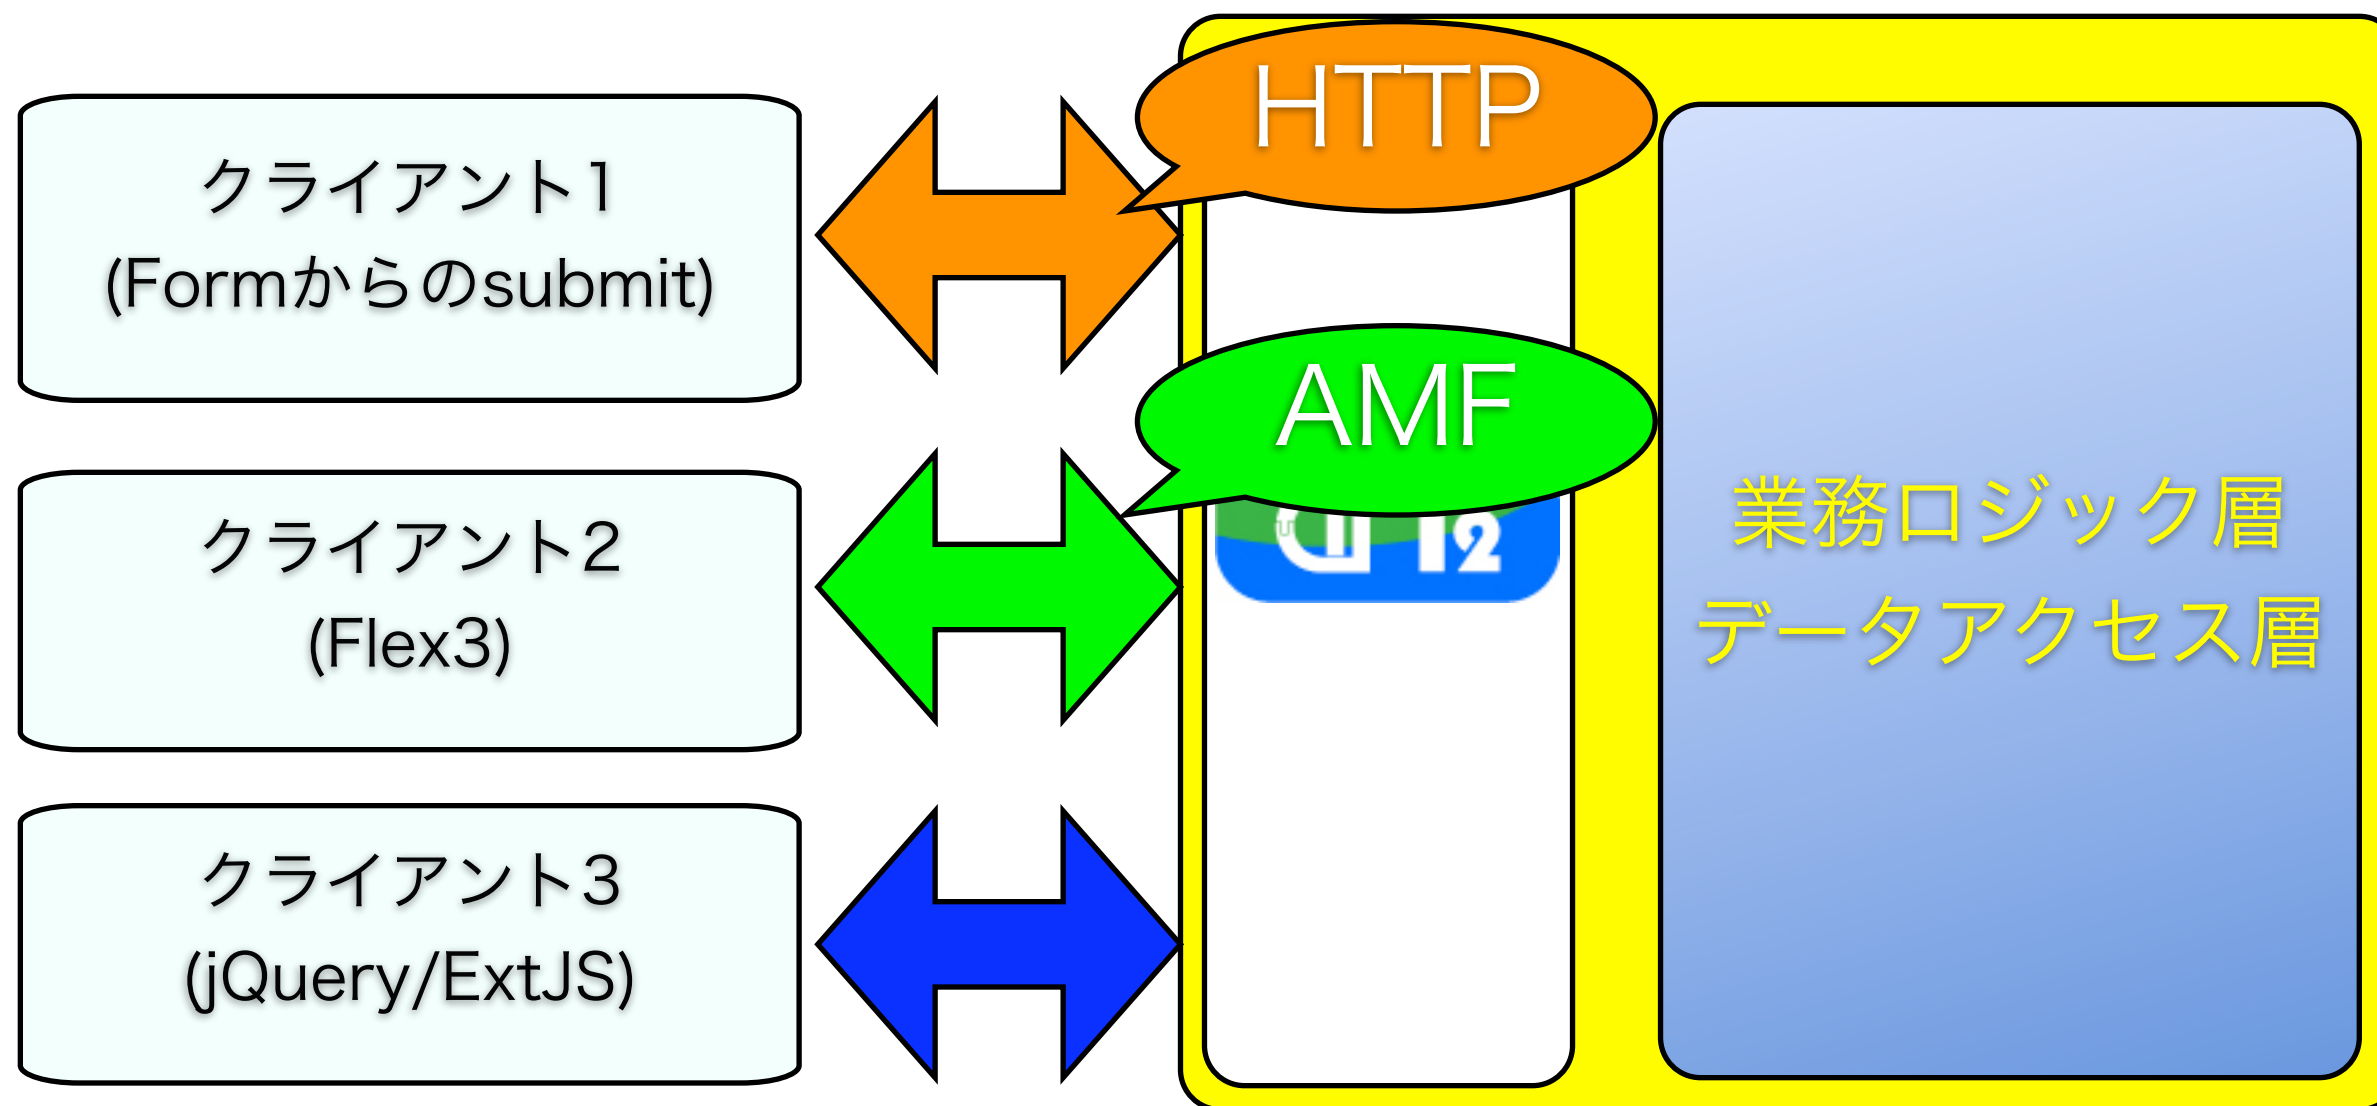 HTTP
クライアント1
(Formからのsubmit)
AMF
クライアント2
(Flex3)
業務ロジック層
データアクセス層
クライアント3
(jQuery/ExtJS)